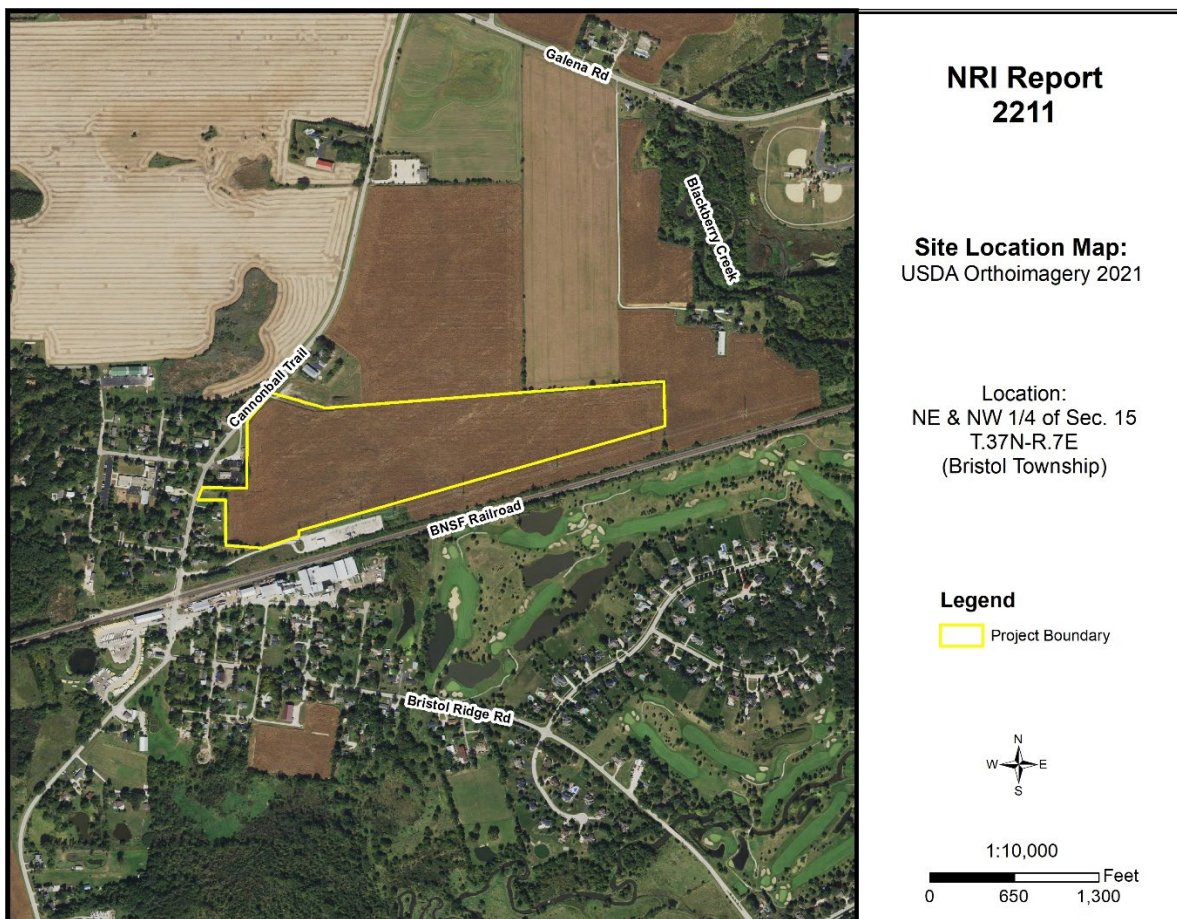 Galena Rd
Blackberry Creek
Cannonball Trail
BNSF Railroad
Bristol Ridge Rd
NRI Report
2211
Site Location Map:
USDA Orthoimagery 2021
Location:
NE & NW 1/4 of Sec. 15
T.37N-R.7E
(Bristol Township)
Legend
Project Boundary
N
W E
S
1:10,000
Feet
0 650 1,300